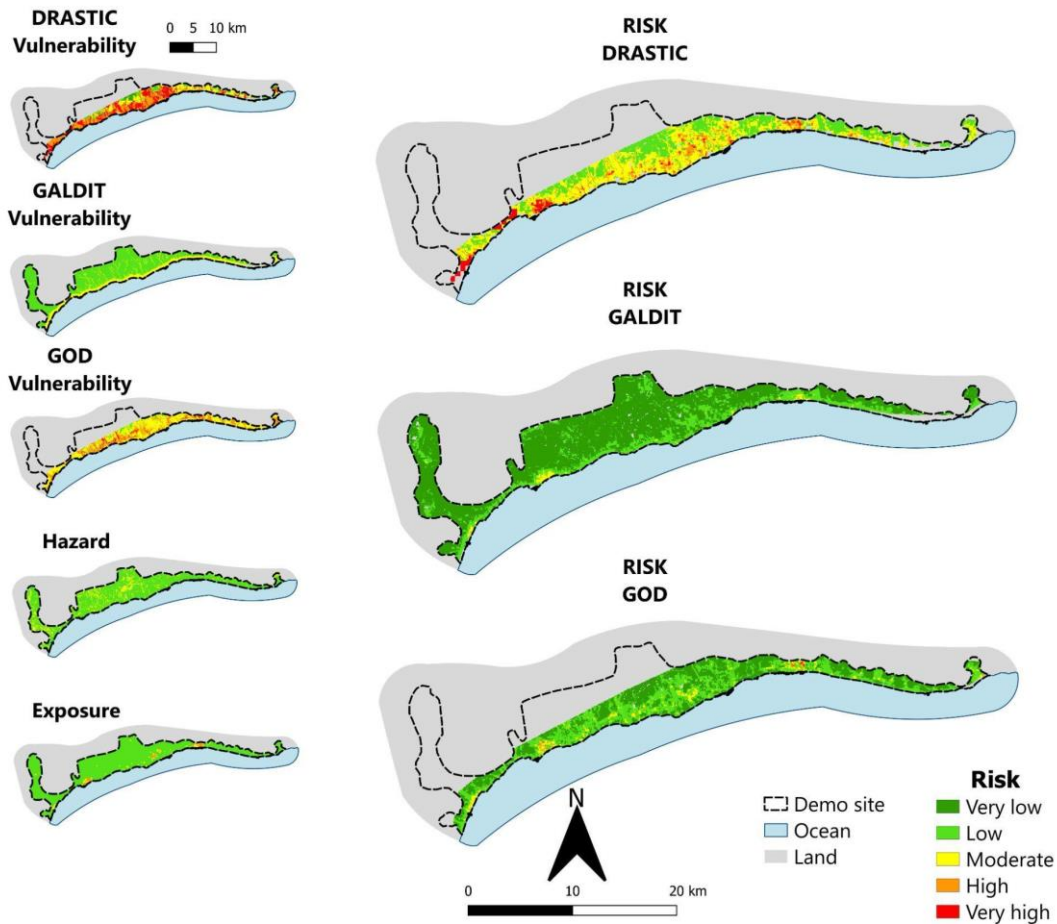 DRASTIC
Vulnerability
0 5 10 km
GALDIT
Vulnerability
GOD
Vulnerability
Hazard
Exposure
RISK
DRASTIC
RISK
GALDIT
RISK
GOD
N
0 10 20 km
Demo site
Ocean
Land
Risk
Very low
Low
Moderate
High
Very high